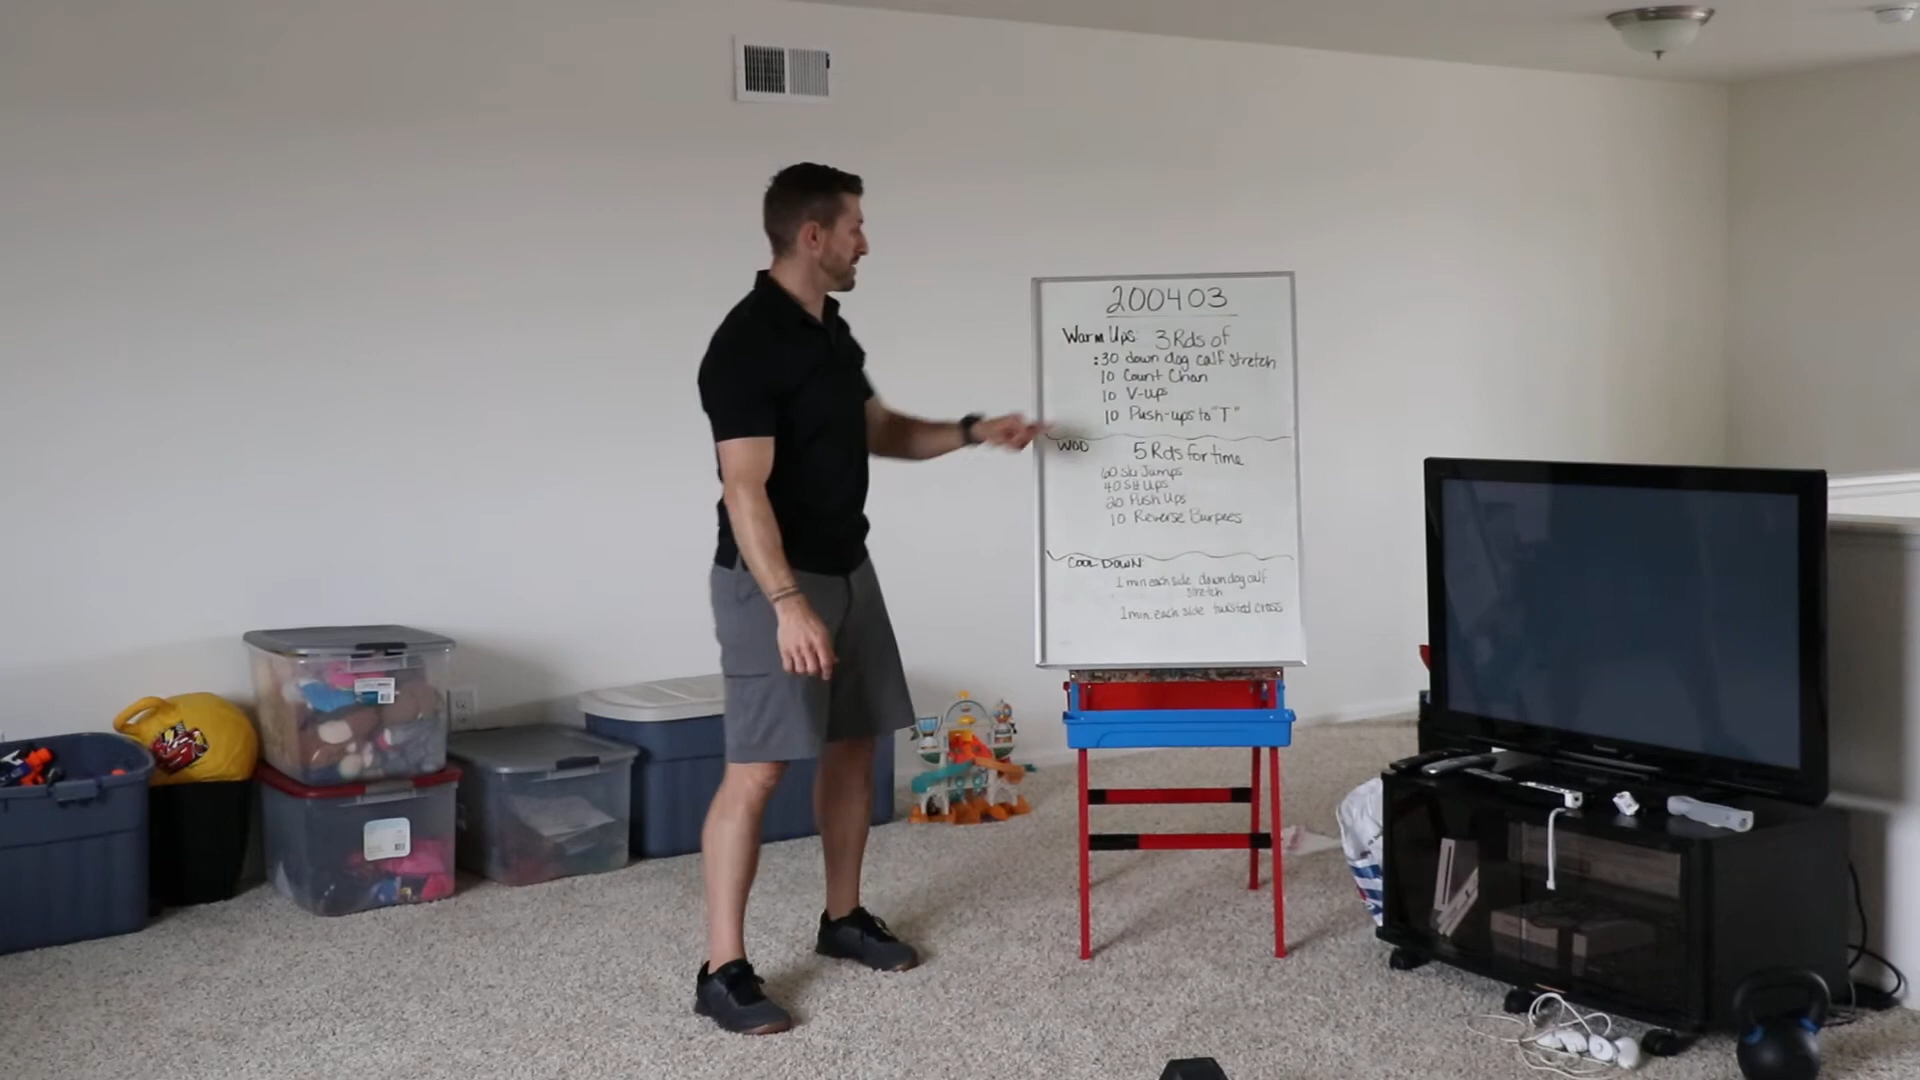 200403
Warm Ups: 3 Rds of
:30 down dog calf stretch
10 Count Chan
10 V-ups
10 Push-ups to "T"
WOD 5 Rds for time
60 Ski Jumps
40 Sit Ups
20 Push Ups
10 Reverse Burpees
COOL DOWN:
1 min each side down dog calf
stretch
1 min each side twisted cross
Panasonic